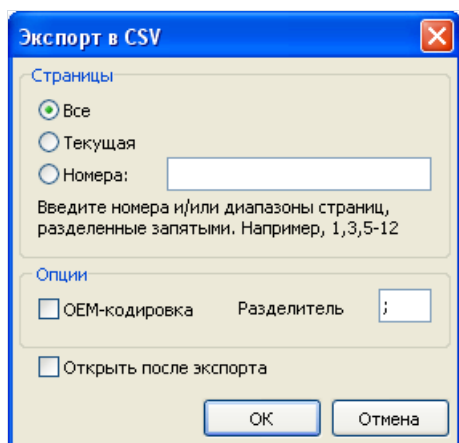 Экспорт в CSV
Страницы
Все
Текущая
Номера:
Введите номера и/или диапазоны страниц,
разделенные запятыми. Например, 1,3,5-12
Опции
OEM-кодировка Разделитель ;
Открыть после экспорта
OK Отмена